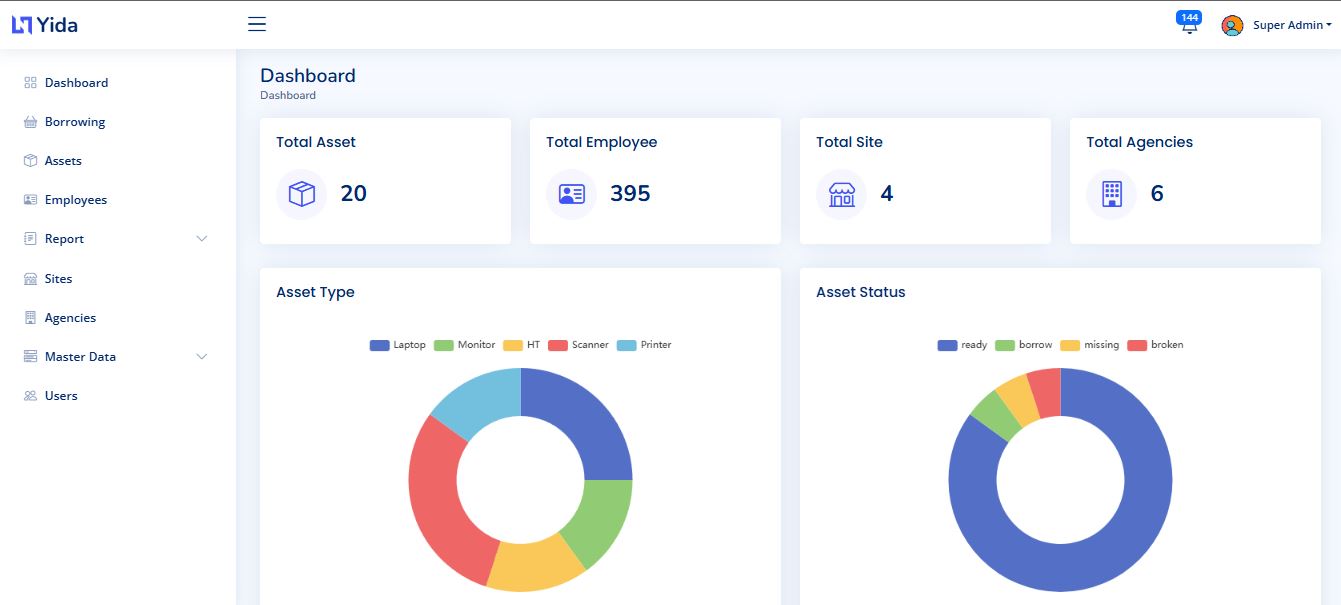 Yida
144
Super Admin
Dashboard
Borrowing
Assets
Employees
Report
Sites
Agencies
Master Data
Users
Dashboard
Dashboard
Total Asset
20
Total Employee
395
Total Site
4
Total Agencies
6
Asset Type
Laptop Monitor HT Scanner Printer
Asset Status
ready borrow missing broken